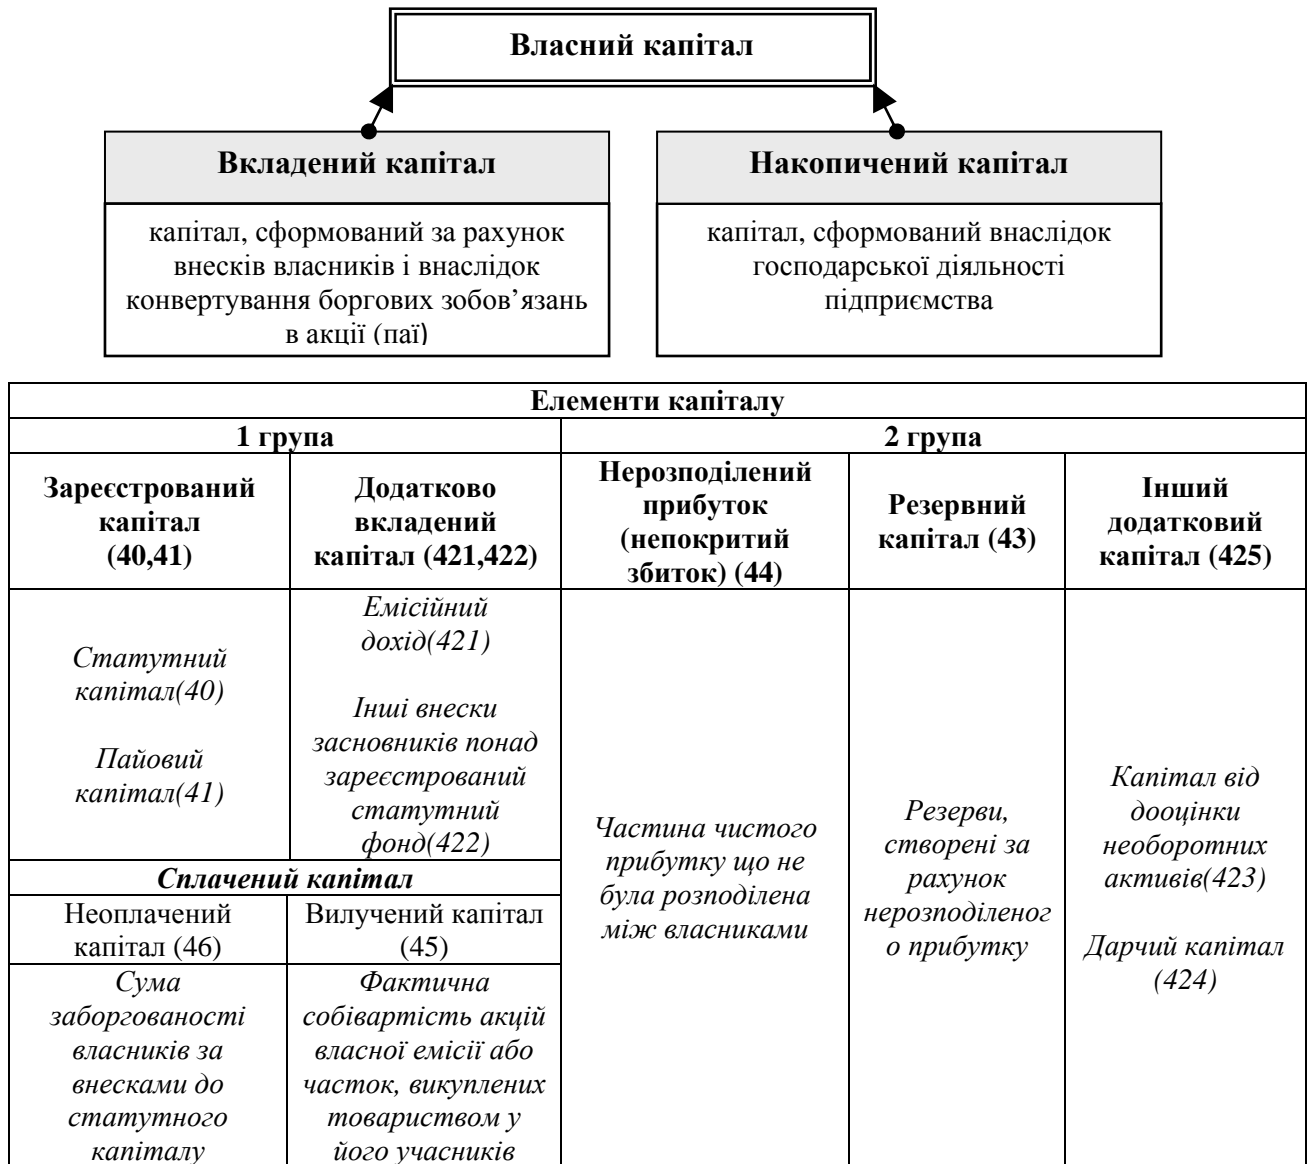 Власний капітал
Вкладений капітал
капітал, сформований за рахунок
внесків власників і внаслідок
конвертування боргових зобов’язань
в акції (паї)
Накопичений капітал
капітал, сформований внаслідок
господарської діяльності
підприємства
Елементи капіталу
1 група
2 група
Зареєстрований
капітал
(40,41)
Додатково
вкладений
капітал (421,422)
Нерозподілений
прибуток
(непокритий
збиток) (44)
Резервний
капітал (43)
Інший
додатковий
капітал (425)
Статутний
капітал(40)
Пайовий
капітал(41)
Емісійний
дохід(421)
Інші внески
засновників понад
зареєстрований
статутний
фонд(422)
Частина чистого
прибутку що не
була розподілена
між власниками
Резерви,
створені за
рахунок
нерозподіленог
о прибутку
Капітал від
дооцінки
необоротних
активів(423)
Дарчий капітал
(424)
Сплачений капітал
Неоплачений
капітал (46)
Вилучений капітал
(45)
Сума
заборгованості
власників за
внесками до
статутного
капіталу
Фактична
собівартість акцій
власної емісії або
часток, викуплених
товариством у
його учасників